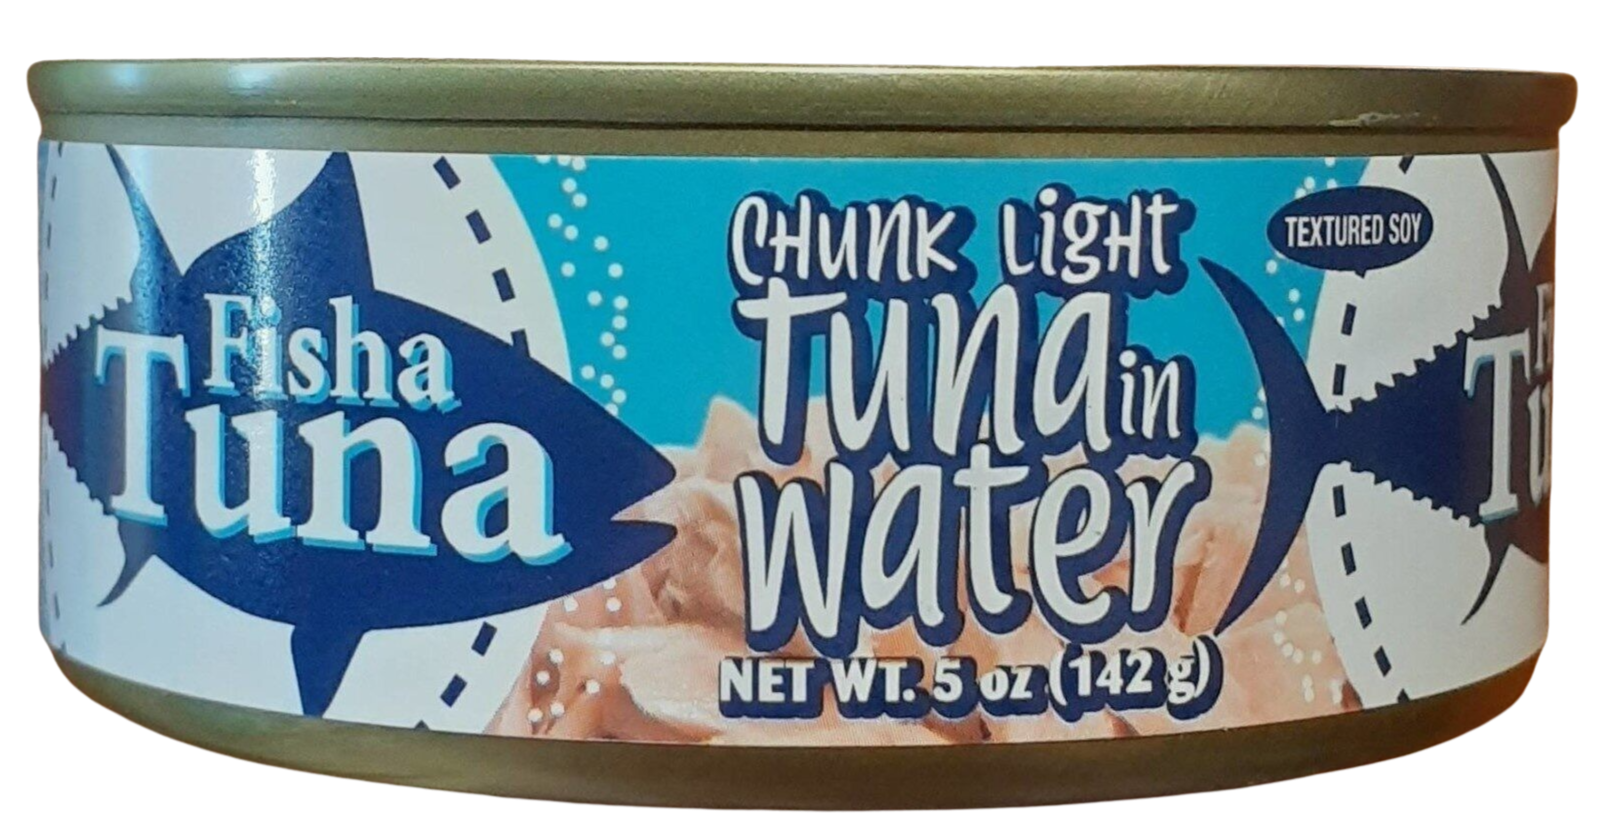 Fisha
Tuna
CHUNK LigHt
tuna in
water
NET WT. 5 oz (142 g)
TEXTURED SOY